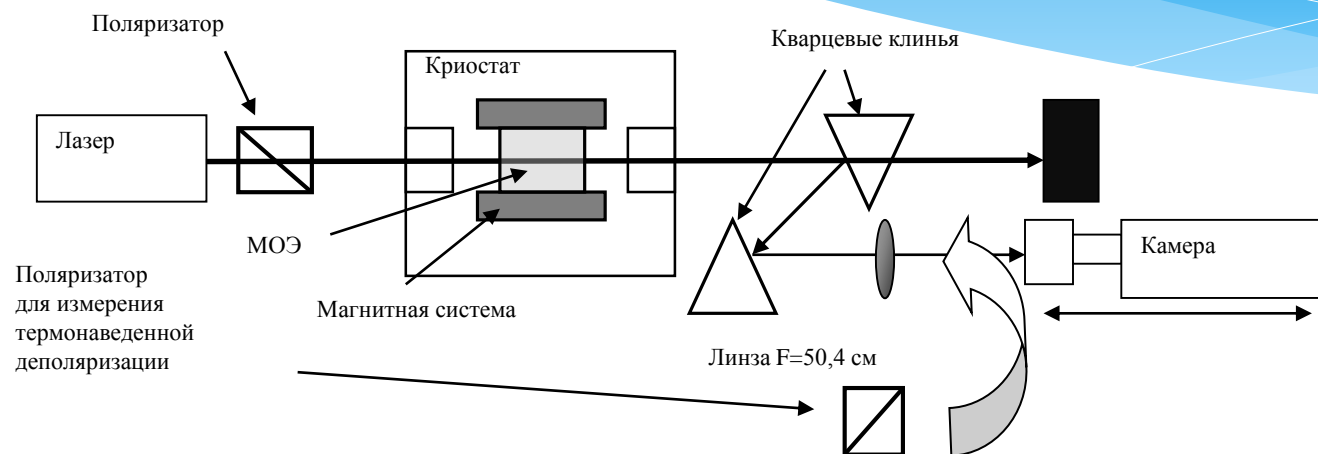 Поляризатор
Кварцевые клинья
Криостат
Лазер
МОЭ
Камера
Поляризатор
для измерения
термонаведенной
деполяризации
Магнитная система
Линза F=50,4 см